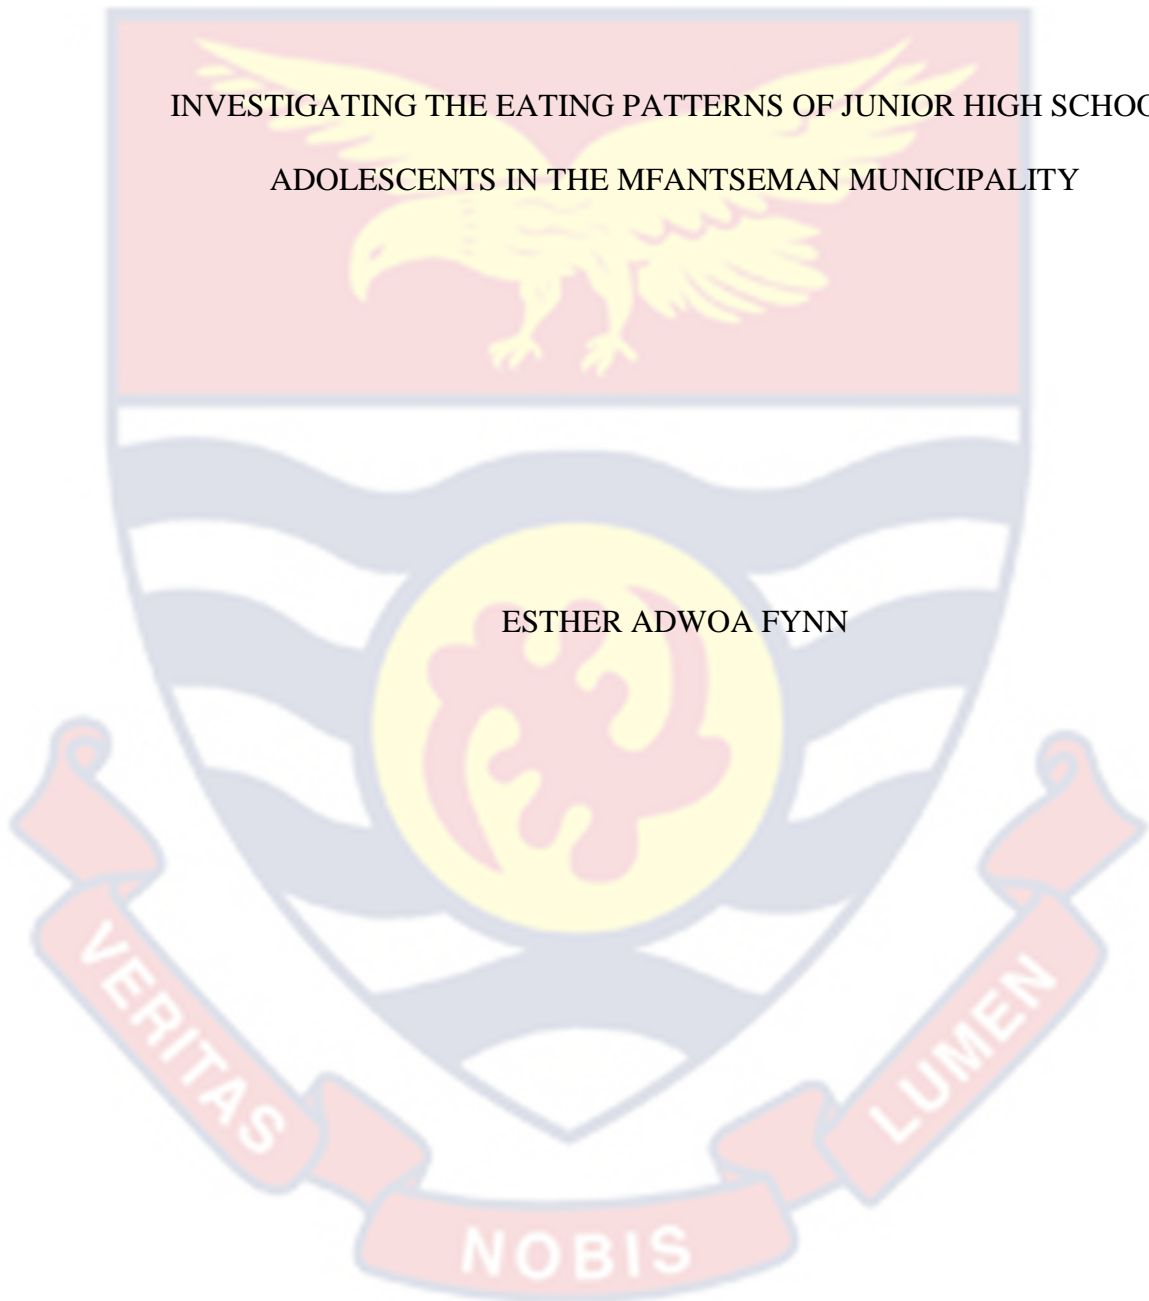 INVESTIGATING THE EATING PATTERNS OF JUNIOR HIGH SCHOO
ADOLESCENTS IN THE MFANTSEMAN MUNICIPALITY
ESTHER ADWOA FYNN
VERITAS
NOBIS
LUMEN